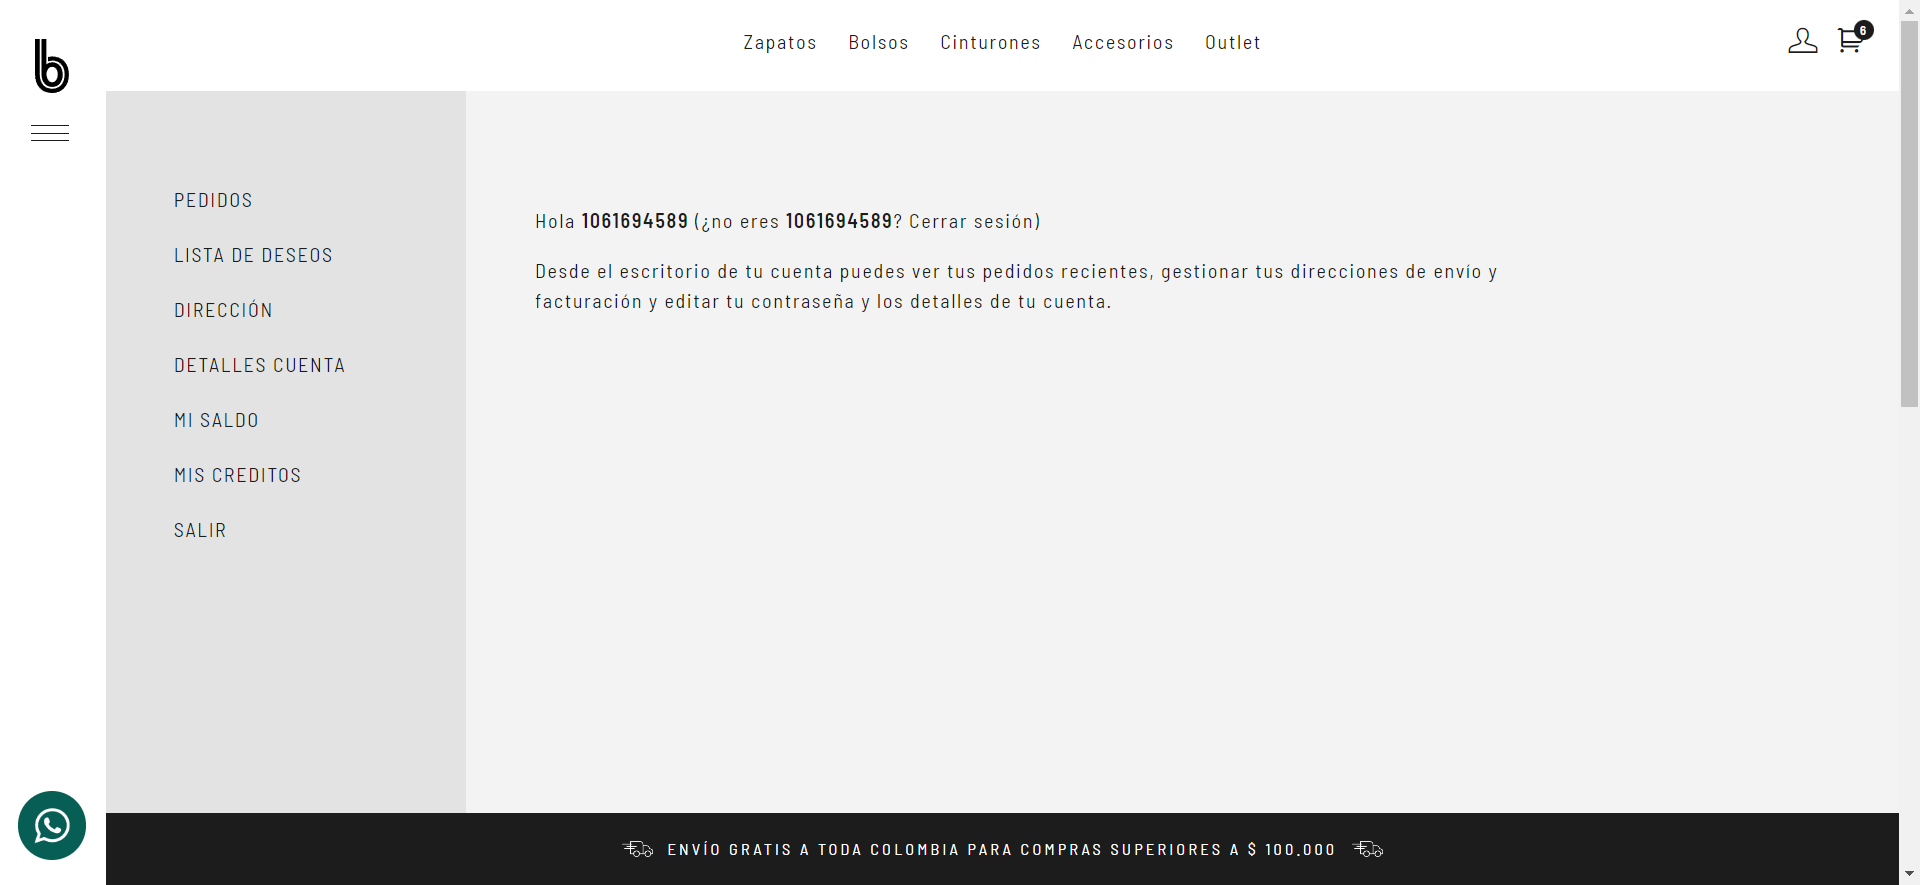 b
Zapatos Bolsos Cinturones Accesorios Outlet
6
PEDIDOS
LISTA DE DESEOS
DIRECCIÓN
DETALLES CUENTA
MI SALDO
MIS CREDITOS
SALIR
Hola 1061694589 (¿no eres 1061694589? Cerrar sesión)
Desde el escritorio de tu cuenta puedes ver tus pedidos recientes, gestionar tus direcciones de envío y
facturación y editar tu contraseña y los detalles de tu cuenta.
ENVÍO GRATIS A TODA COLOMBIA PARA COMPRAS SUPERIORES A $ 100.000